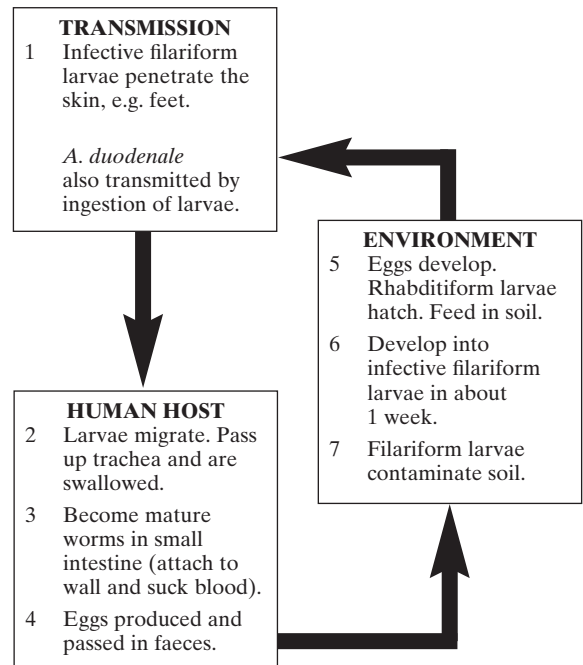 TRANSMISSION
1 Infective filariform
larvae penetrate the
skin, e.g. feet.
A. duodenale
also transmitted by
ingestion of larvae.
HUMAN HOST
2 Larvae migrate. Pass
up trachea and are
swallowed.
3 Become mature
worms in small
intestine (attach to
wall and suck blood).
4 Eggs produced and
passed in faeces.
ENVIRONMENT
5 Eggs develop.
Rhabditiform larvae
hatch. Feed in soil.
6 Develop into
infective filariform
larvae in about
1 week.
7 Filariform larvae
contaminate soil.